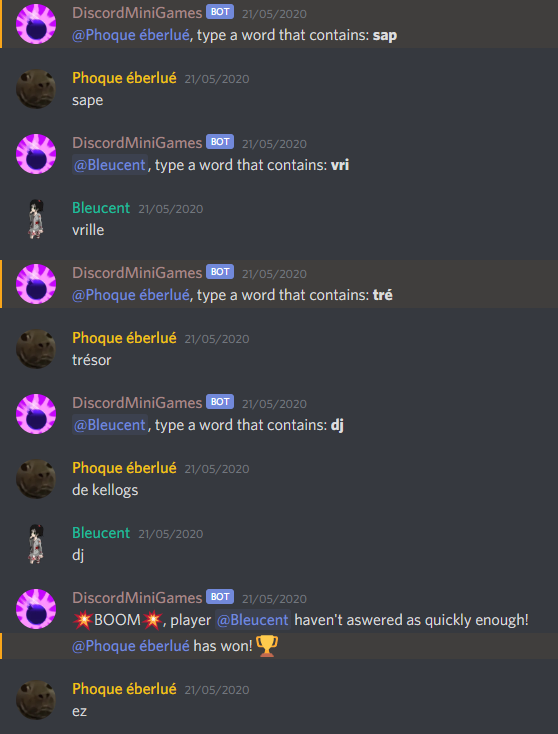 DiscordMiniGames BOT 21/05/2020
@Phoque éberlué, type a word that contains: sap
Phoque éberlué 21/05/2020
sape
DiscordMiniGames BOT 21/05/2020
@Bleucent, type a word that contains: vri
Bleucent 21/05/2020
vrille
DiscordMiniGames BOT 21/05/2020
@Phoque éberlué, type a word that contains: tré
Phoque éberlué 21/05/2020
trésor
DiscordMiniGames BOT 21/05/2020
@Bleucent, type a word that contains: dj
Phoque éberlué 21/05/2020
de kellogs
Bleucent 21/05/2020
dj
DiscordMiniGames BOT 21/05/2020
💥BOOM💥, player @Bleucent haven't aswered as quickly enough!
@Phoque éberlué has won! 🏆
Phoque éberlué 21/05/2020
ez